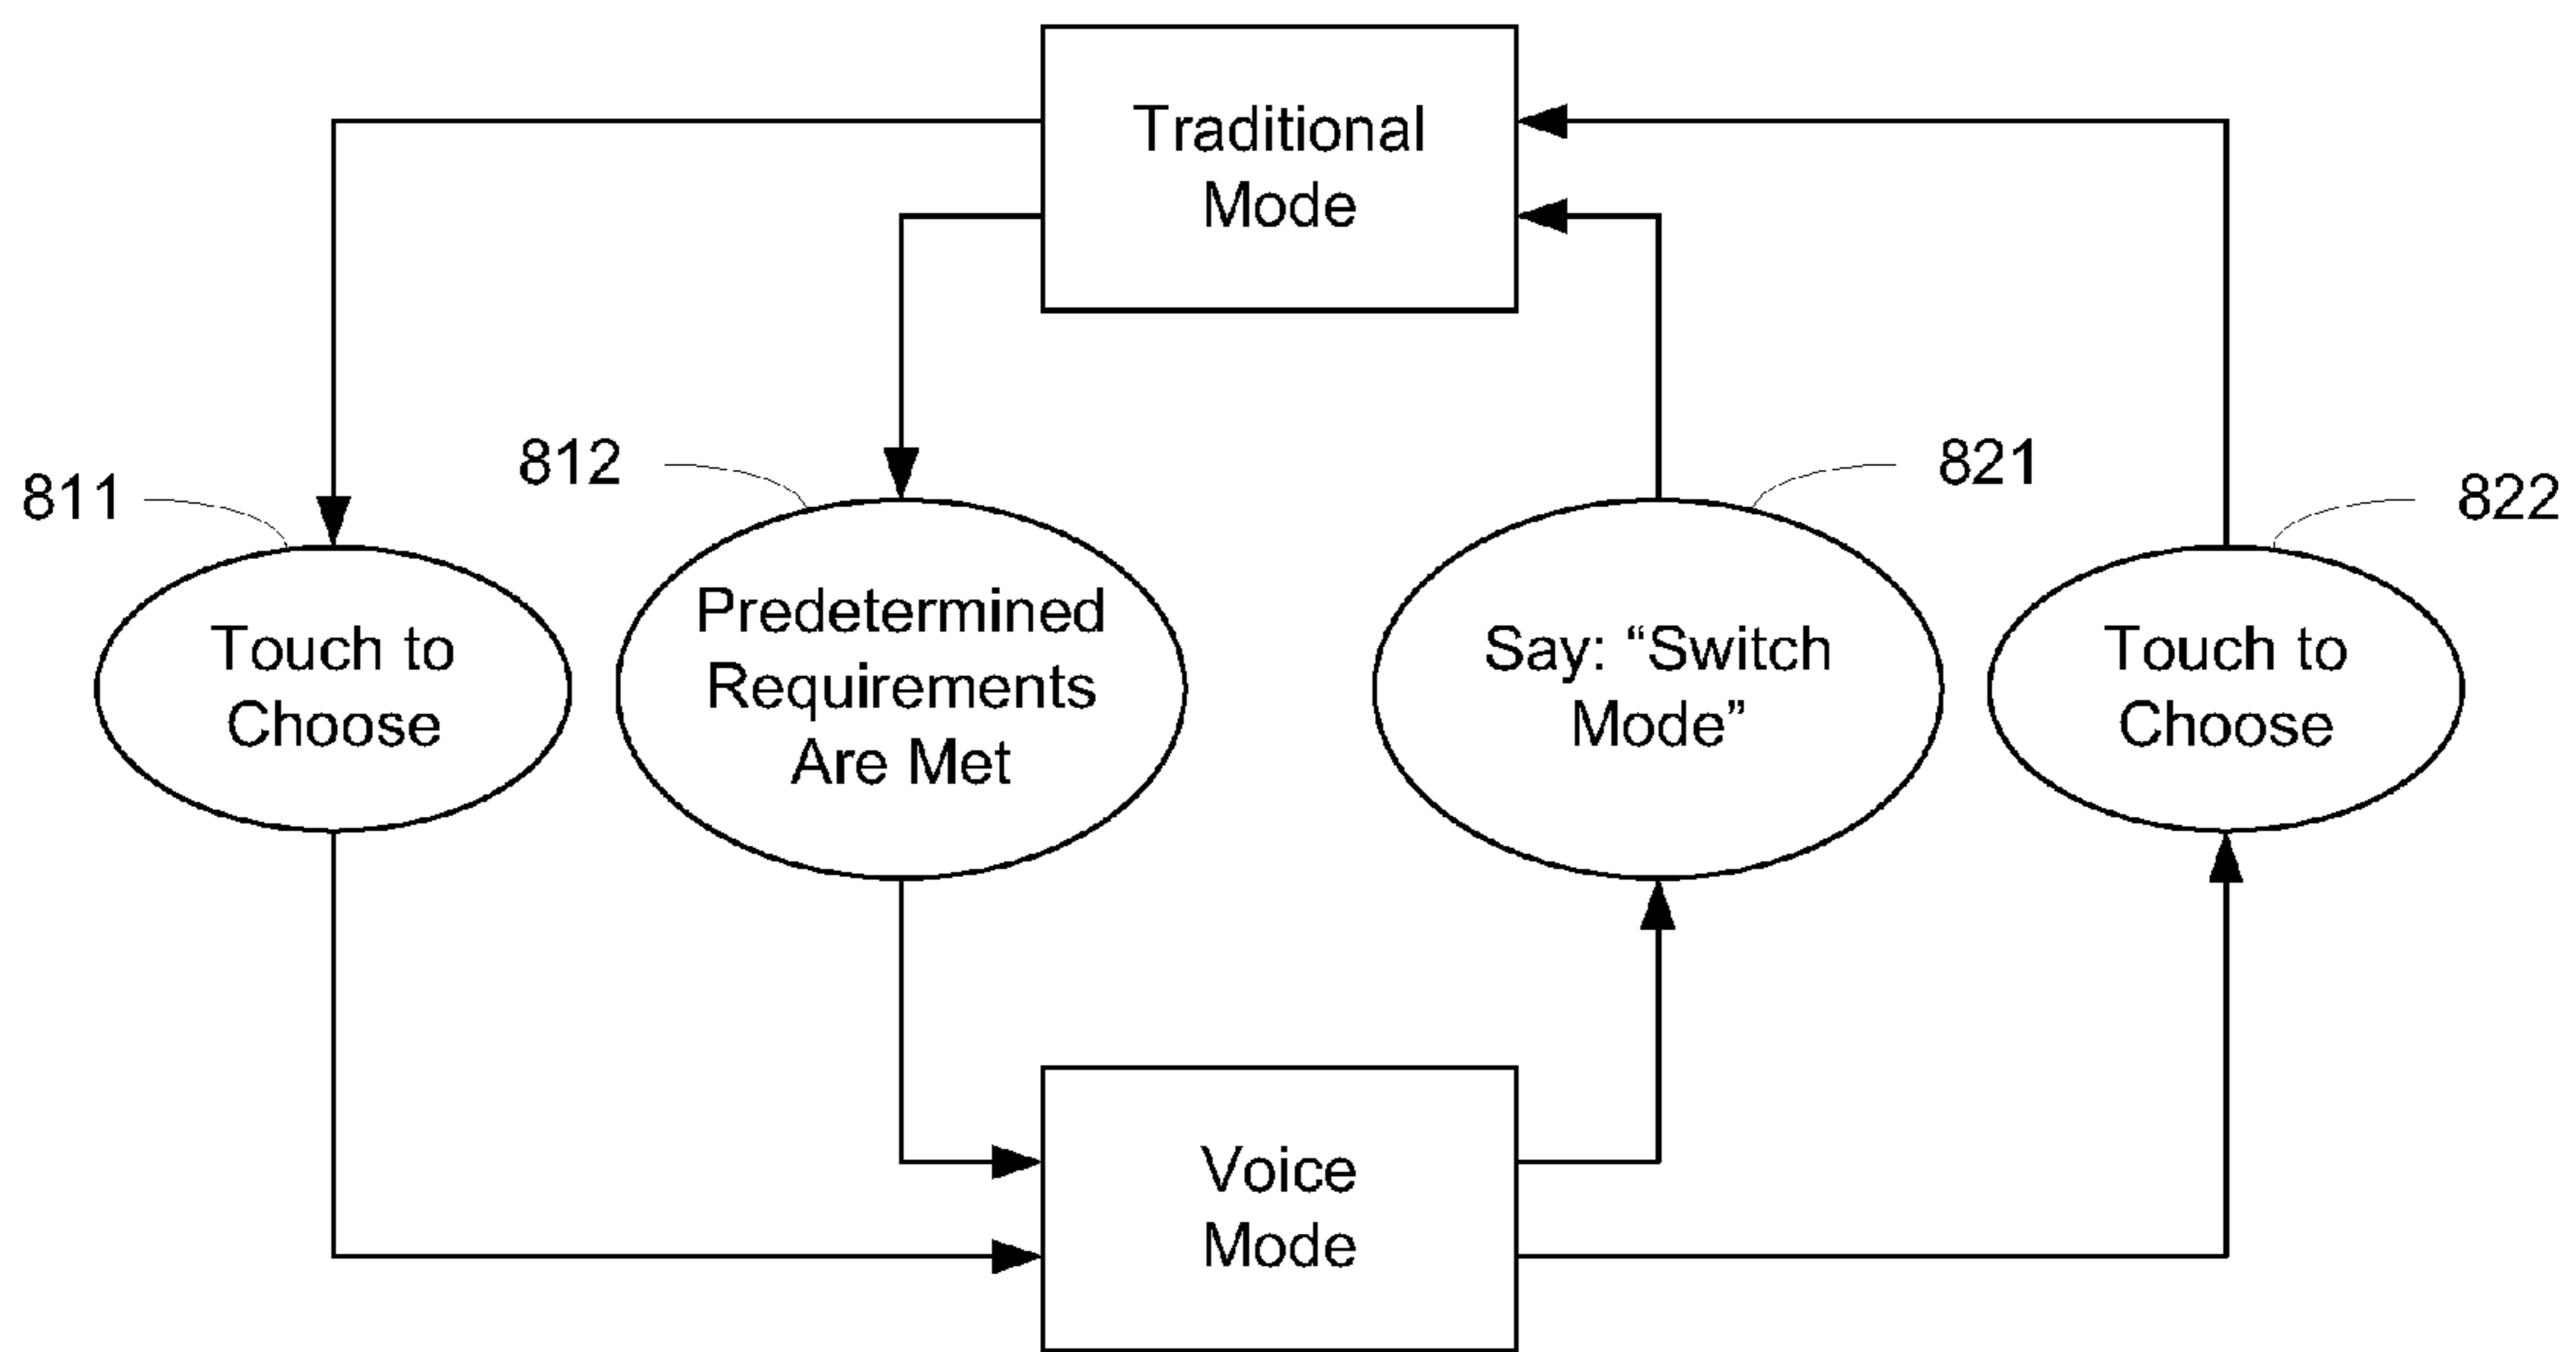 Traditional
Mode
811
812
821
822
Touch to
Choose
Predetermined
Requirements
Are Met
Say: “Switch
Mode”
Touch to
Choose
Voice
Mode